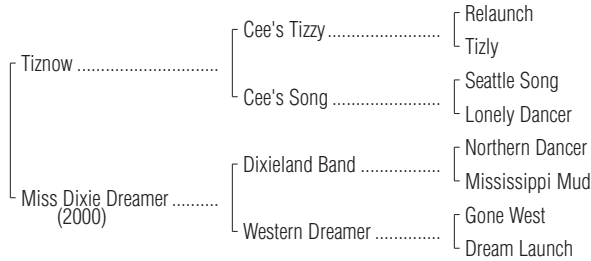 Relaunch
Cee's Tizzy ..........................
Tizly
Tiznow .................................
Seattle Song
Cee's Song .........................
Lonely Dancer
Northern Dancer
Dixieland Band ..................
Mississippi Mud
Miss Dixie Dreamer ..........
(2000)
Gone West
Western Dreamer ...............
Dream Launch